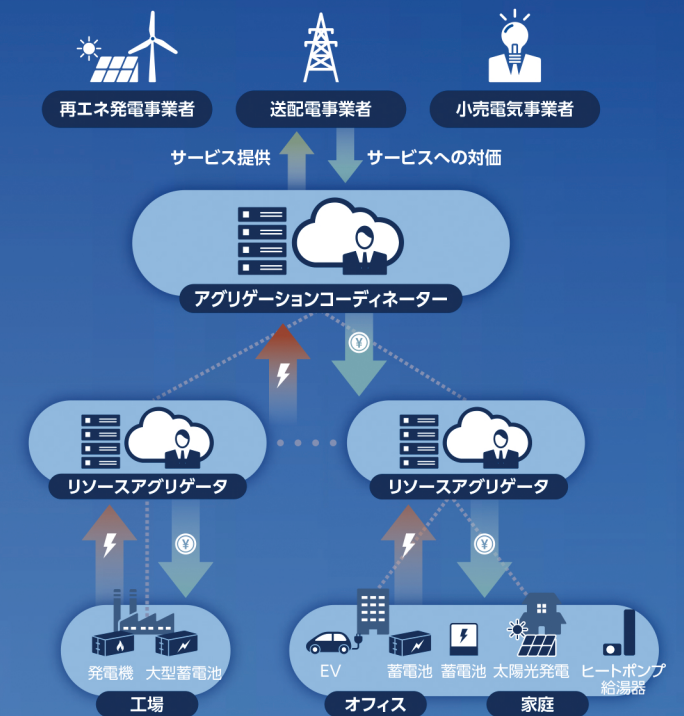 再エネ発電事業者
送配電事業者
小売電気事業者
サービス提供
サービスへの対価
アグリゲーションコーディネーター
¥
リソースアグリゲータ
リソースアグリゲータ
¥
¥
発電機
大型蓄電池
EV
蓄電池
蓄電池
太陽光発電
ヒートポンプ
給湯器
工場
オフィス
家庭